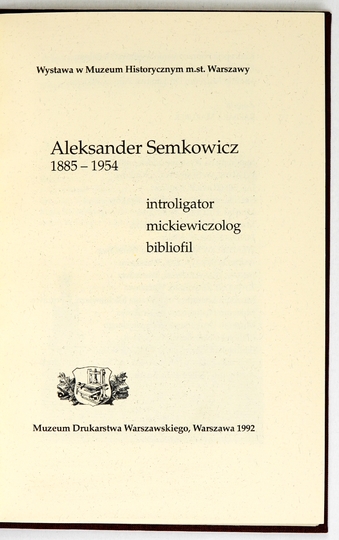 Wystawa w Muzeum Historycznym m.st. Warszawy
Aleksander Semkowicz
1885 – 1954
introligator
mickiewiczolog
bibliofil
Muzeum Drukarstwa Warszawskiego, Warszawa 1992